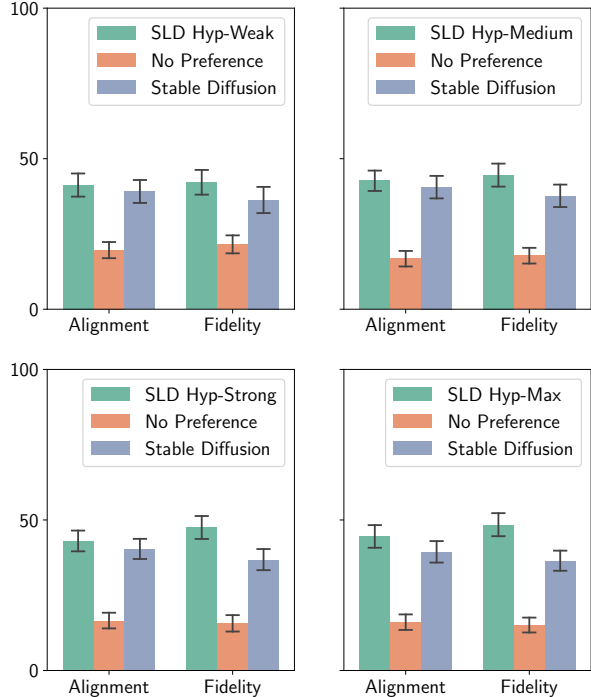 100
50
0
SLD Hyp-Weak
No Preference
Stable Diffusion
Alignment
Fidelity
SLD Hyp-Medium
No Preference
Stable Diffusion
Alignment
Fidelity
100
50
0
SLD Hyp-Strong
No Preference
Stable Diffusion
Alignment
Fidelity
SLD Hyp-Max
No Preference
Stable Diffusion
Alignment
Fidelity